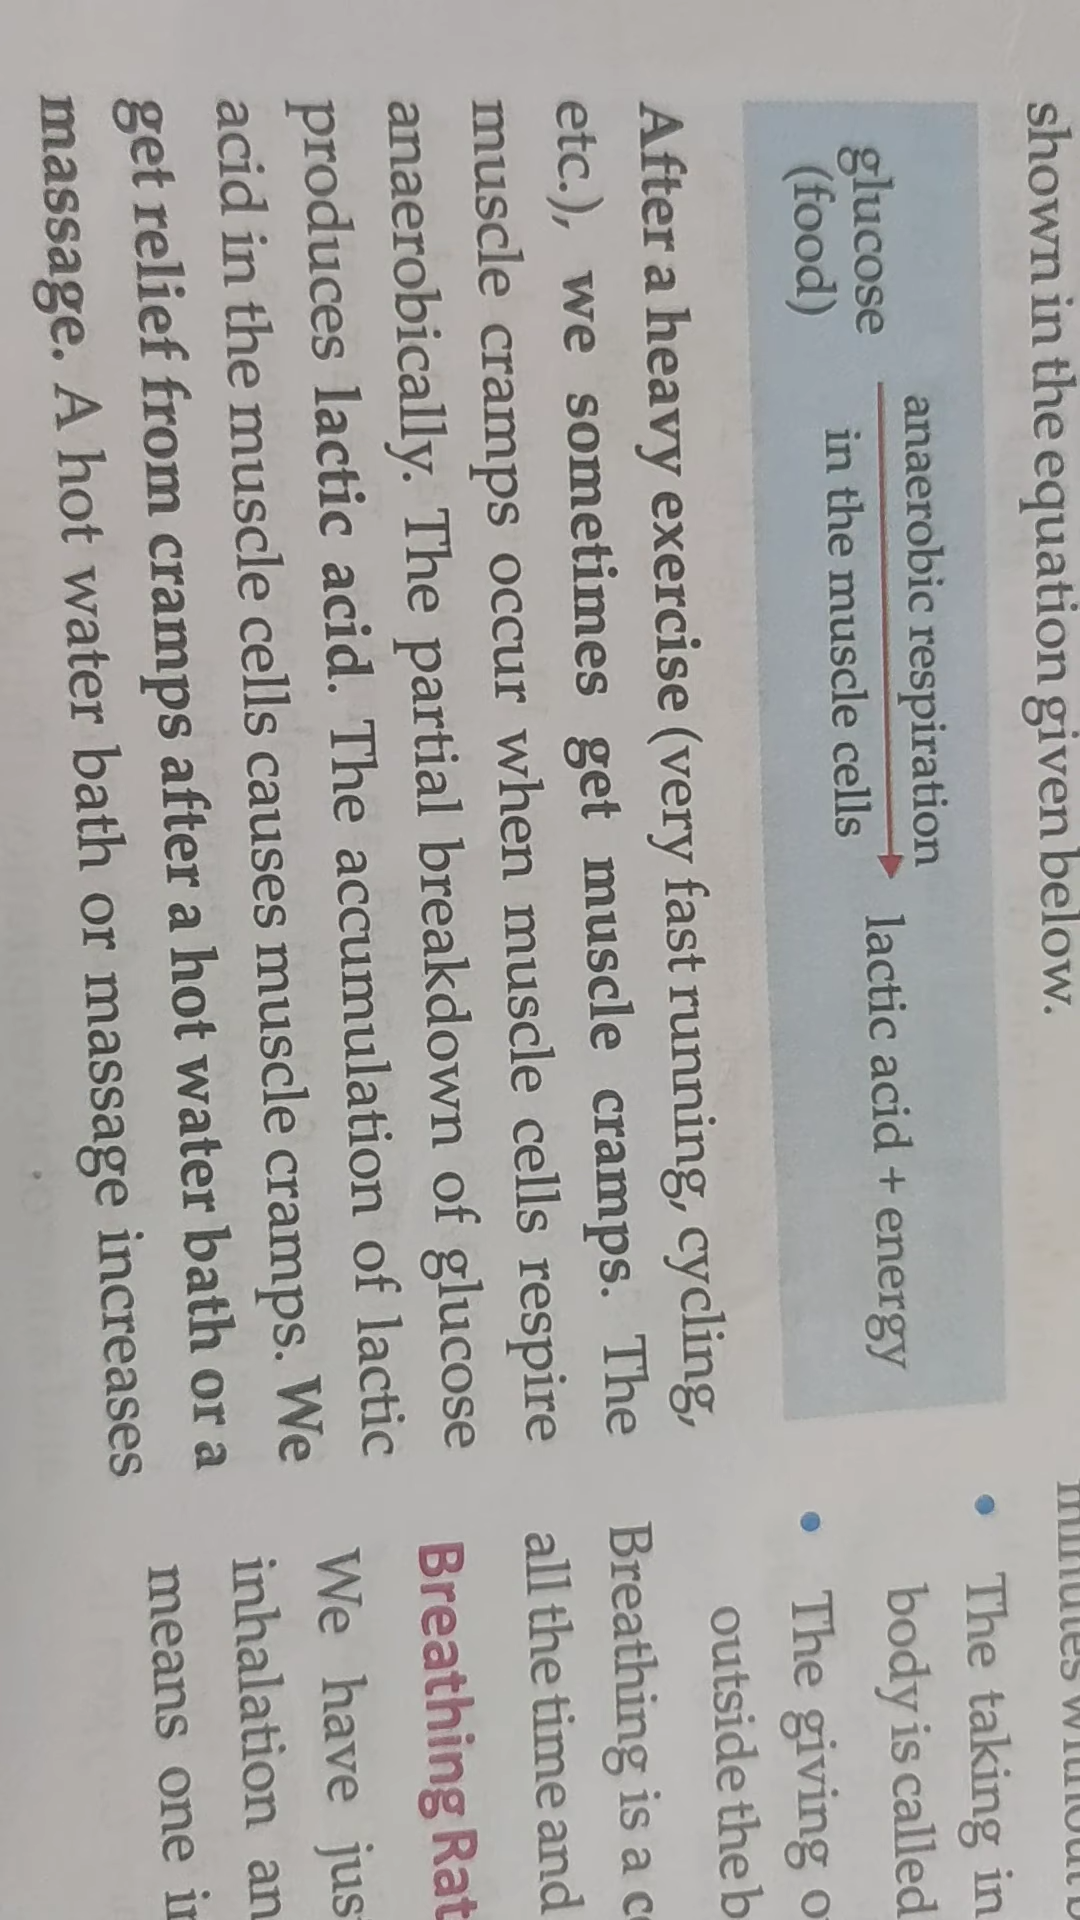 shown in the equation given below.
anaerobic respiration
glucose lactic acid + energy
(food) in the muscle cells
After a heavy exercise (very fast running, cycling,
etc.), we sometimes get muscle cramps. The
muscle cramps occur when muscle cells respire
anaerobically. The partial breakdown of glucose
produces lactic acid. The accumulation of lactic
acid in the muscle cells causes muscle cramps. We
get relief from cramps after a hot water bath or a
massage. A hot water bath or massage increases
• The taking in
body is called
• The giving
outside the
Breathing is a
all the time and
Breathing
We have
inhalation
means one